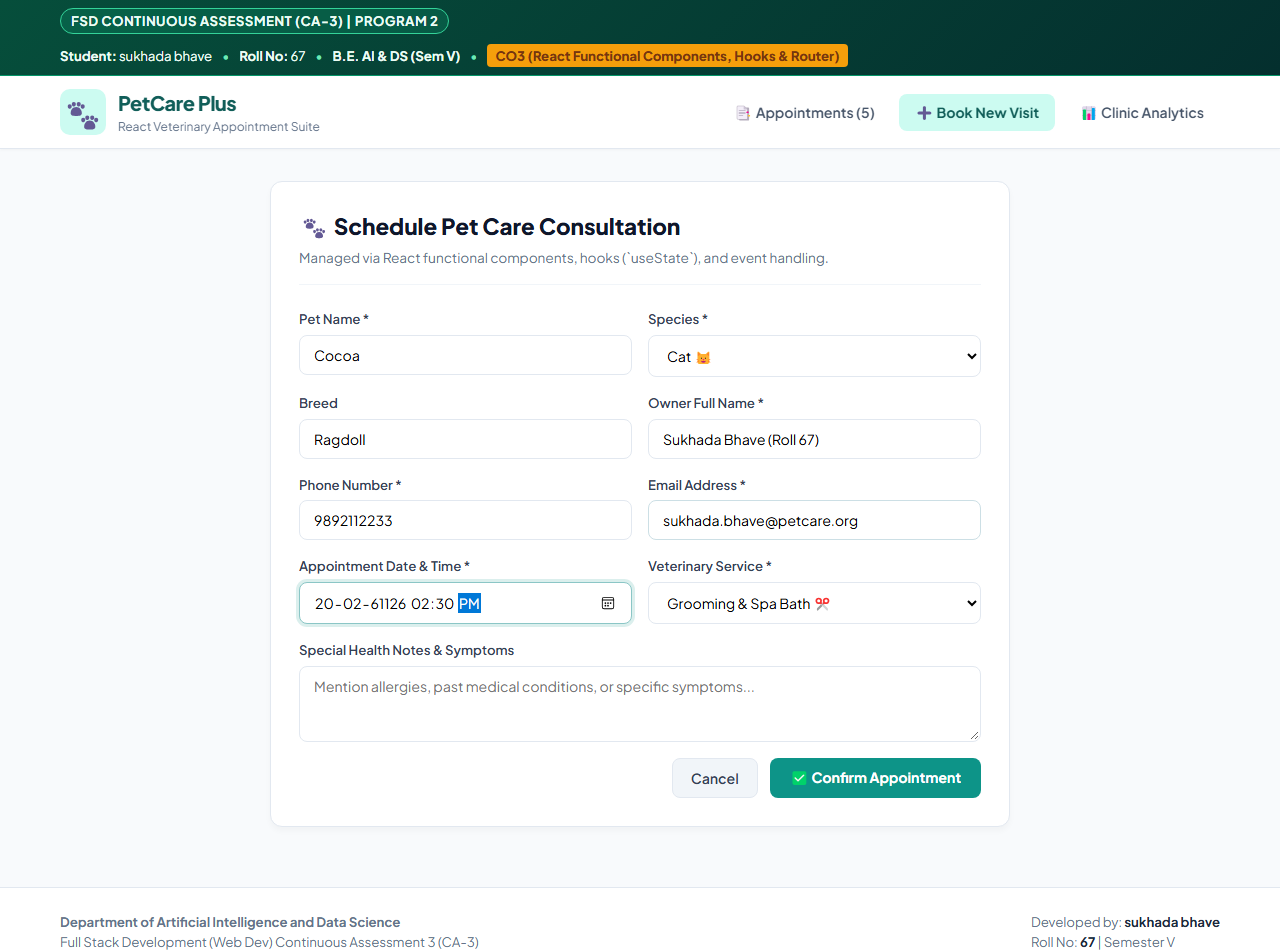 FSD CONTINUOUS ASSESSMENT (CA-3) | PROGRAM 2
Student: sukhada bhave • Roll No: 67 • B.E. AI & DS (Sem V) • CO3 (React Functional Components, Hooks & Router)
PetCare Plus
React Veterinary Appointment Suite
📑 Appointments (5)
➕ Book New Visit
📊 Clinic Analytics
🐾 Schedule Pet Care Consultation
Managed via React functional components, hooks (`useState`), and event handling.
Pet Name *
Species *
Cocoa
Cat 🐱
Breed
Owner Full Name *
Ragdoll
Sukhada Bhave (Roll 67)
Phone Number *
Email Address *
9892112233
sukhada.bhave@petcare.org
Appointment Date & Time *
Veterinary Service *
20-02-61126 02:30 PM
Grooming & Spa Bath ✂️
Special Health Notes & Symptoms
Mention allergies, past medical conditions, or specific symptoms...
Cancel
✅ Confirm Appointment
Department of Artificial Intelligence and Data Science
Developed by: sukhada bhave
Full Stack Development (Web Dev) Continuous Assessment 3 (CA-3)
Roll No: 67 | Semester V